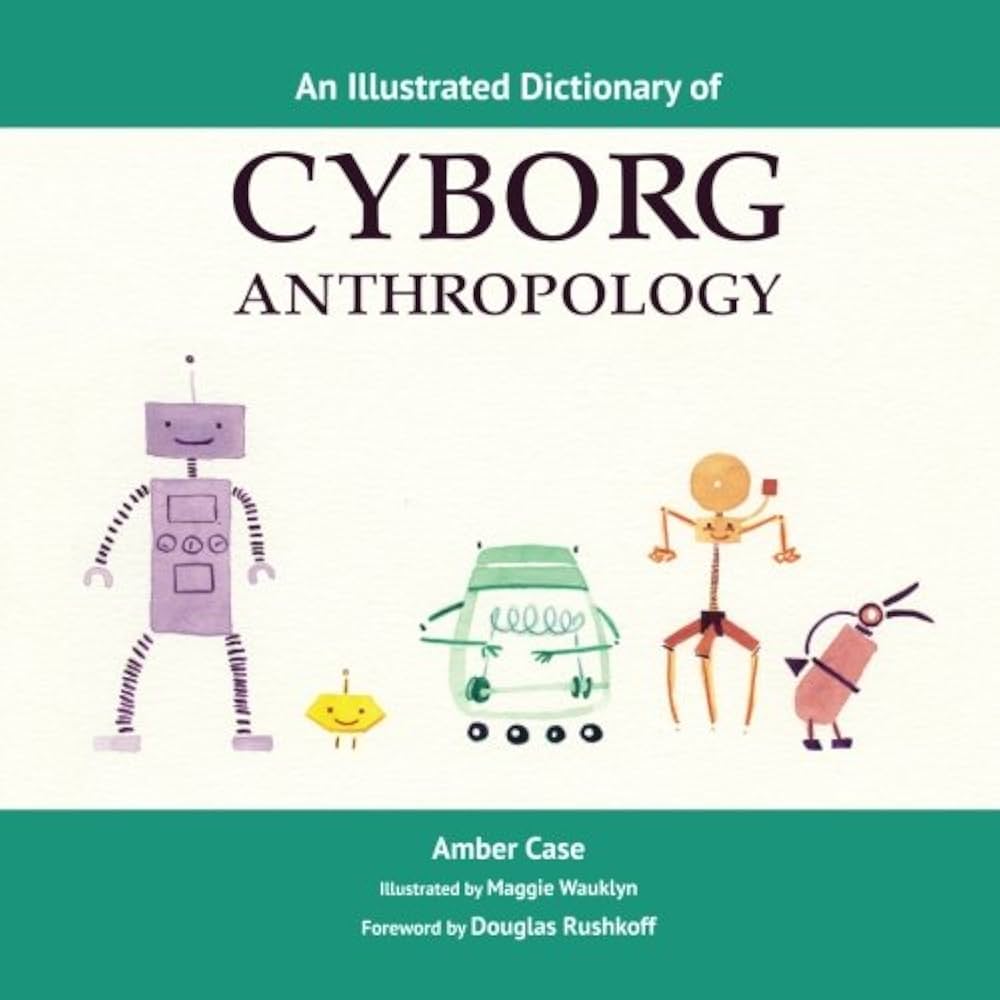 An Illustrated Dictionary of
CYBORG
ANTHROPOLOGY
Amber Case
Illustrated by Maggie Wauklyn
Foreword by Douglas Rushkoff